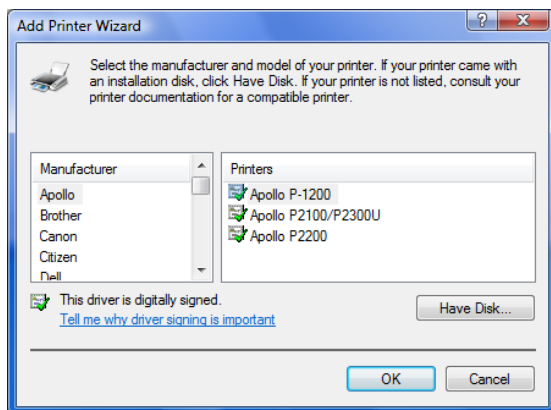 Add Printer Wizard
Select the manufacturer and model of your printer. If your printer came with
an installation disk, click Have Disk. If your printer is not listed, consult your
printer documentation for a compatible printer.
Manufacturer
Apollo
Brother
Canon
Citizen
Dell
Printers
Apollo P-1200
Apollo P2100/P2300U
Apollo P2200
This driver is digitally signed.
Tell me why driver signing is important
Have Disk...
OK
Cancel